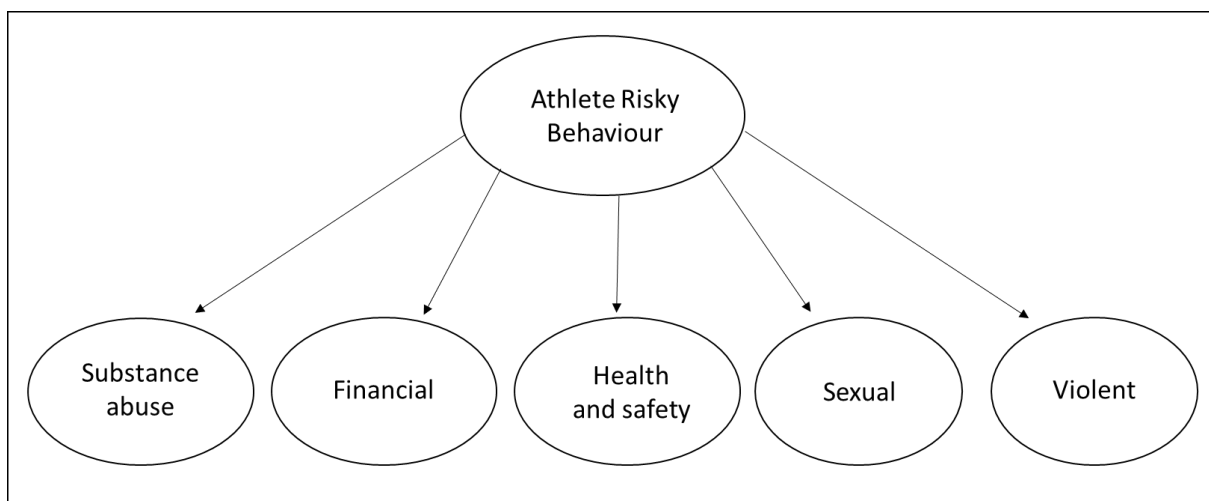 Athlete Risky
Behaviour
Substance
abuse
Financial
Health
and safety
Sexual
Violent